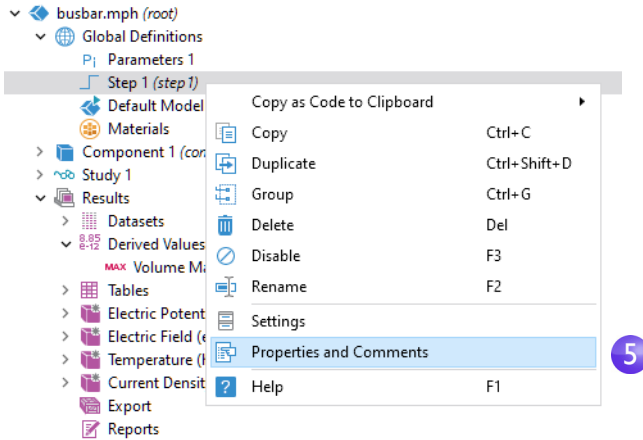 busbar.mph (root)
Global Definitions
Pi Parameters 1
Step 1 (step1)
Default Model
Materials
Component 1 (con
Study 1
Results
Datasets
8.85
e-12 Derived Values
MAX Volume Ma
Tables
Electric Potent
Electric Field (e
Temperature (h
Current Densit
Export
Reports
Copy as Code to Clipboard
Copy Ctrl+C
Duplicate Ctrl+Shift+D
Group Ctrl+G
Delete Del
Disable F3
Rename F2
Settings
Properties and Comments
? Help F1
5